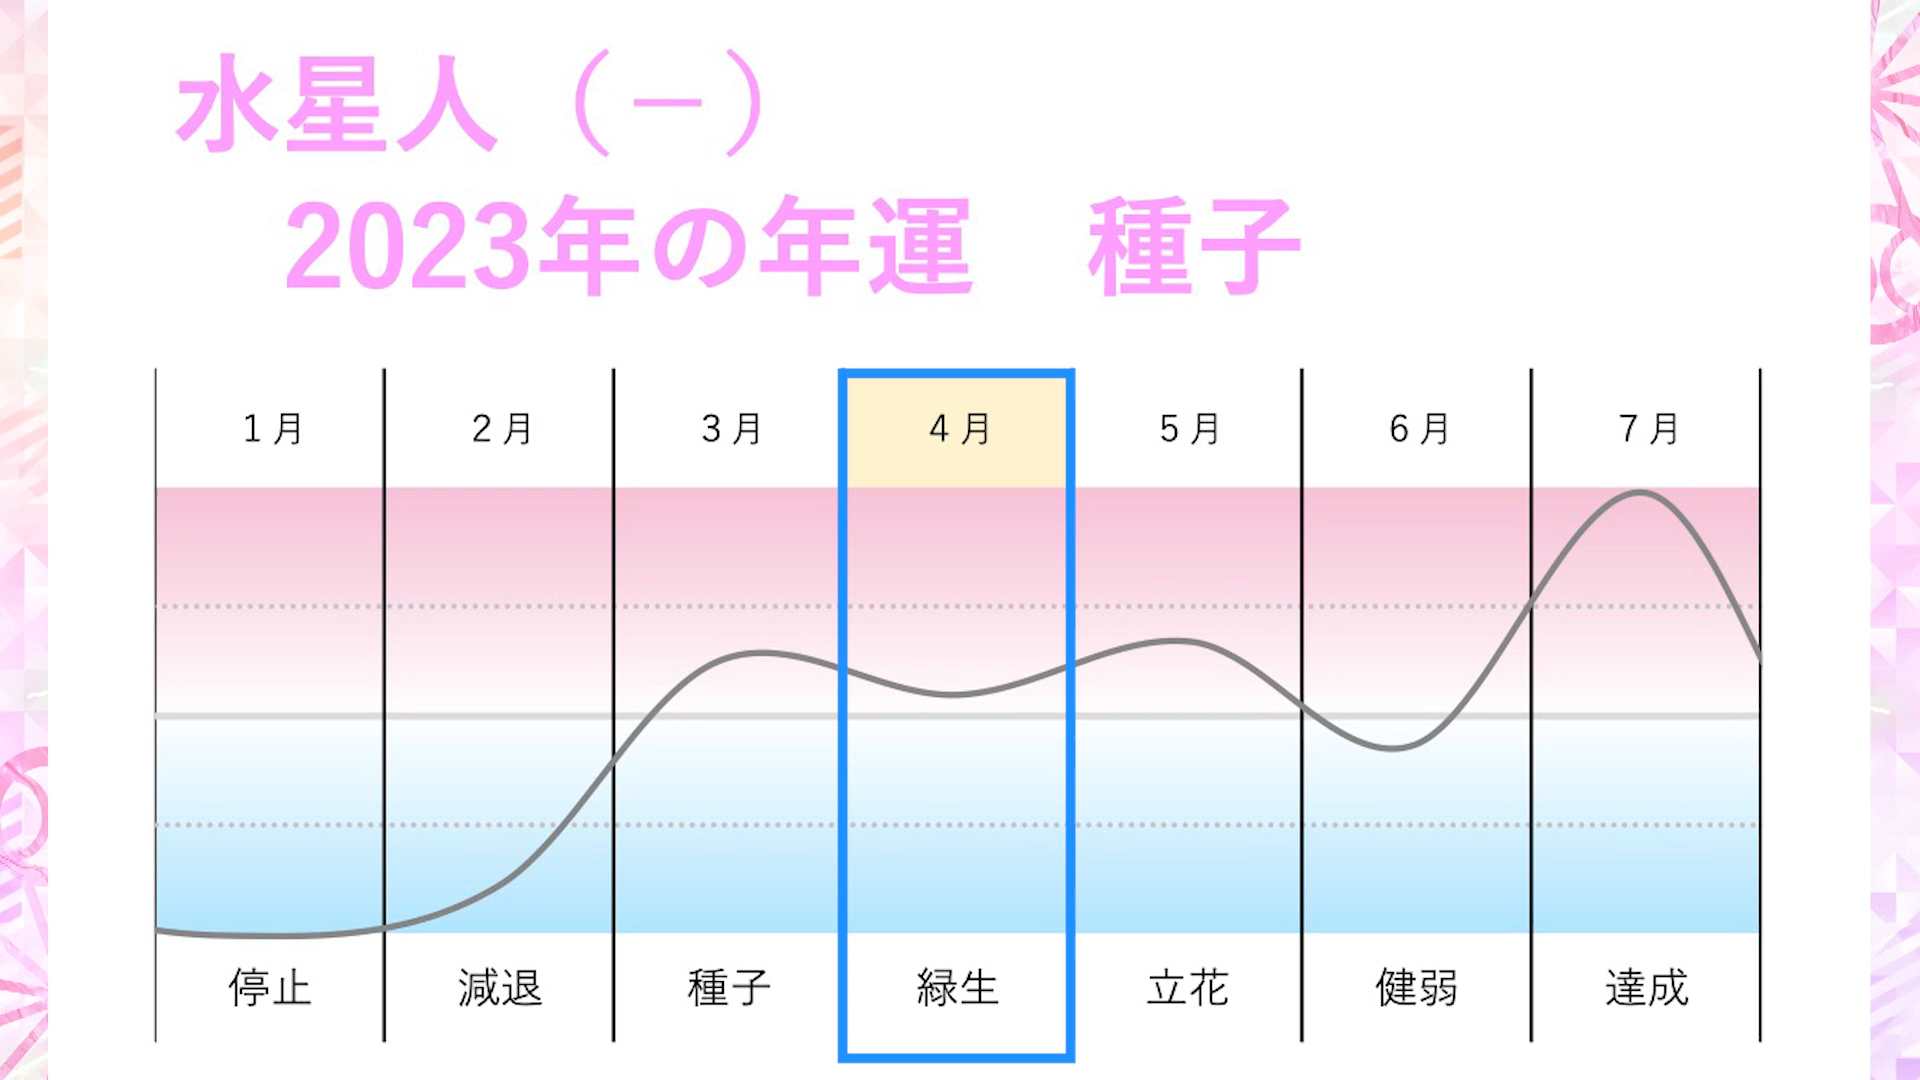 水星人（－）
2023年の年運　種子
1月 2月 3月 4月 5月 6月 7月
停止 減退 種子 緑生 立花 健弱 達成